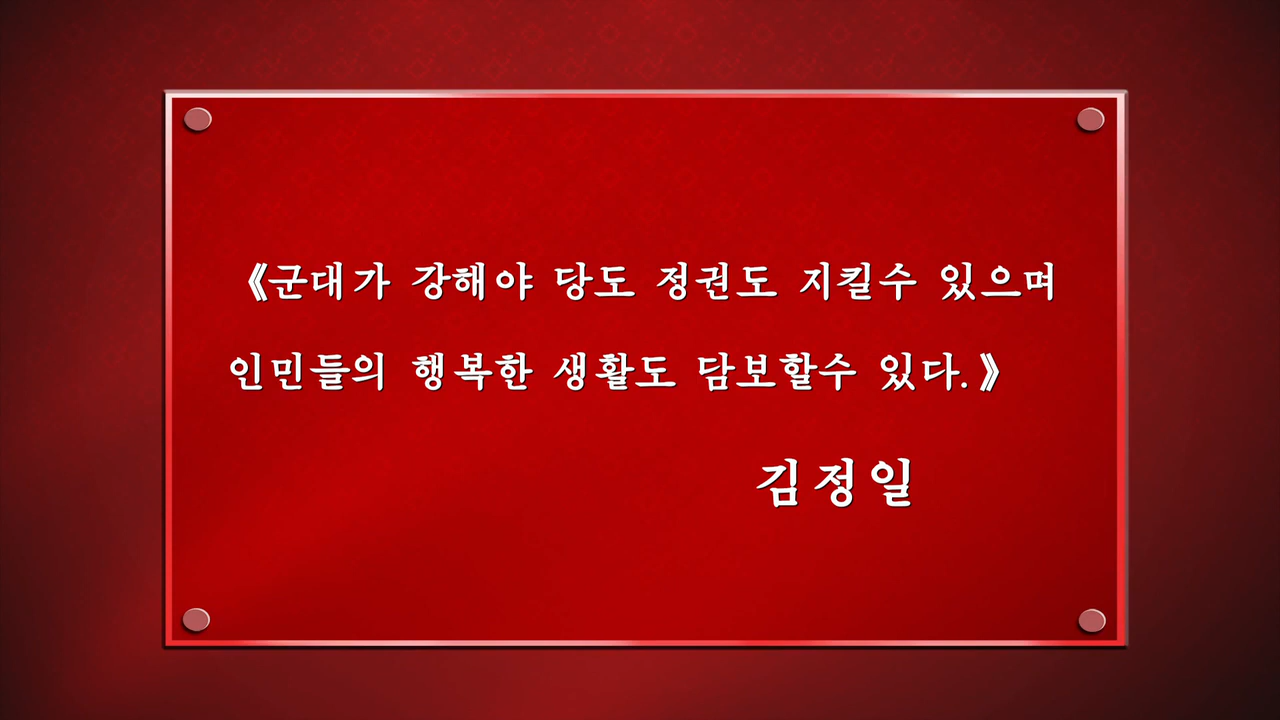 《군대가 강해야 당도 정권도 지킬수 있으며
인민들의 행복한 생활도 담보할수 있다.》
김정일